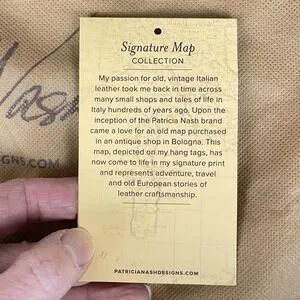 Signature Map
COLLECTION
My passion for old, vintage Italian
leather took me back in time across
many small shops and tales of life in
Italy hundreds of years ago. Upon the
inception of the Patricia Nash brand
came a love for an old map purchased
in an antique shop in Bologna. This
map, depicted on my hang tags, has
now come to life in my signature print
and represents adventure, travel
and old European stories of
leather craftsmanship.
PATRICIANASHDESIGNS.COM
Nash
SIGNS.COM